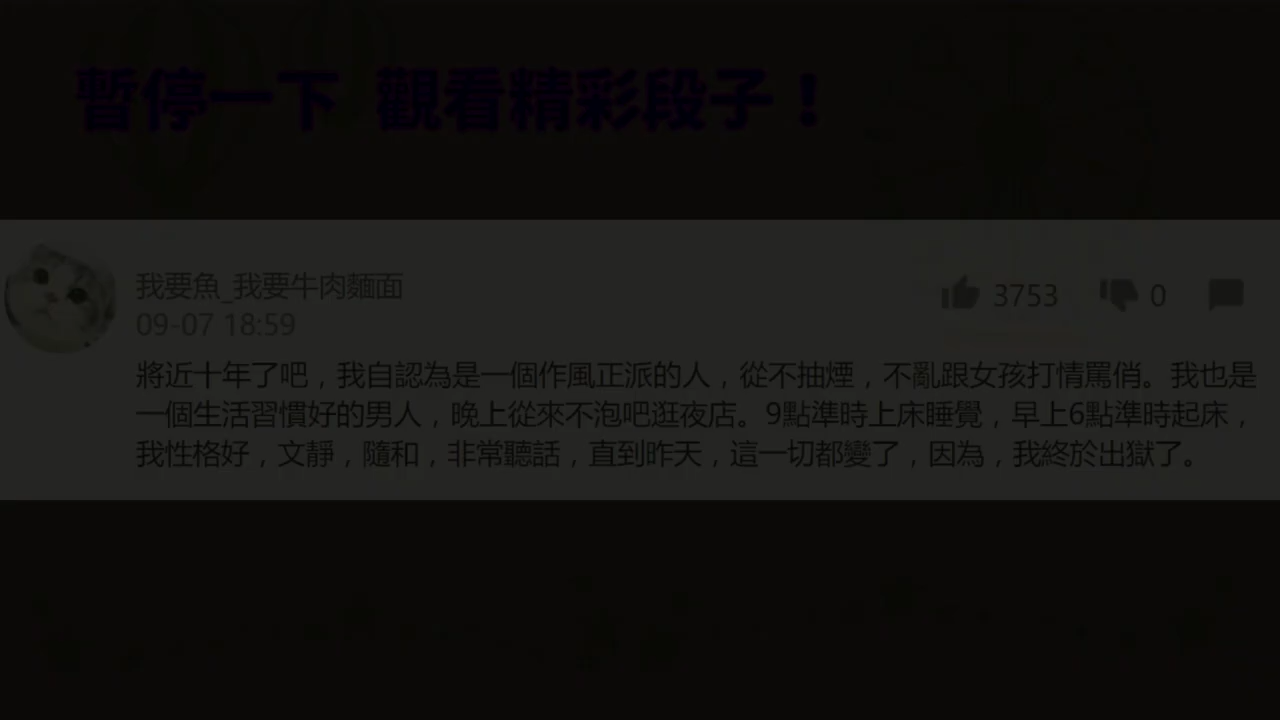 暫停一下 觀看精彩段子！
我要魚_我要牛肉麵面
3753 0
09-07 18:59
將近十年了吧，我自認為是一個作風正派的人，從不抽煙，不亂跟女孩打情罵俏。我也是
一個生活習慣好的男人，晚上從來不泡吧逛夜店。9點準時上床睡覺，早上6點準時起床，
我性格好，文靜，隨和，非常聽話，直到昨天，這一切都變了，因為，我終於出獄了。